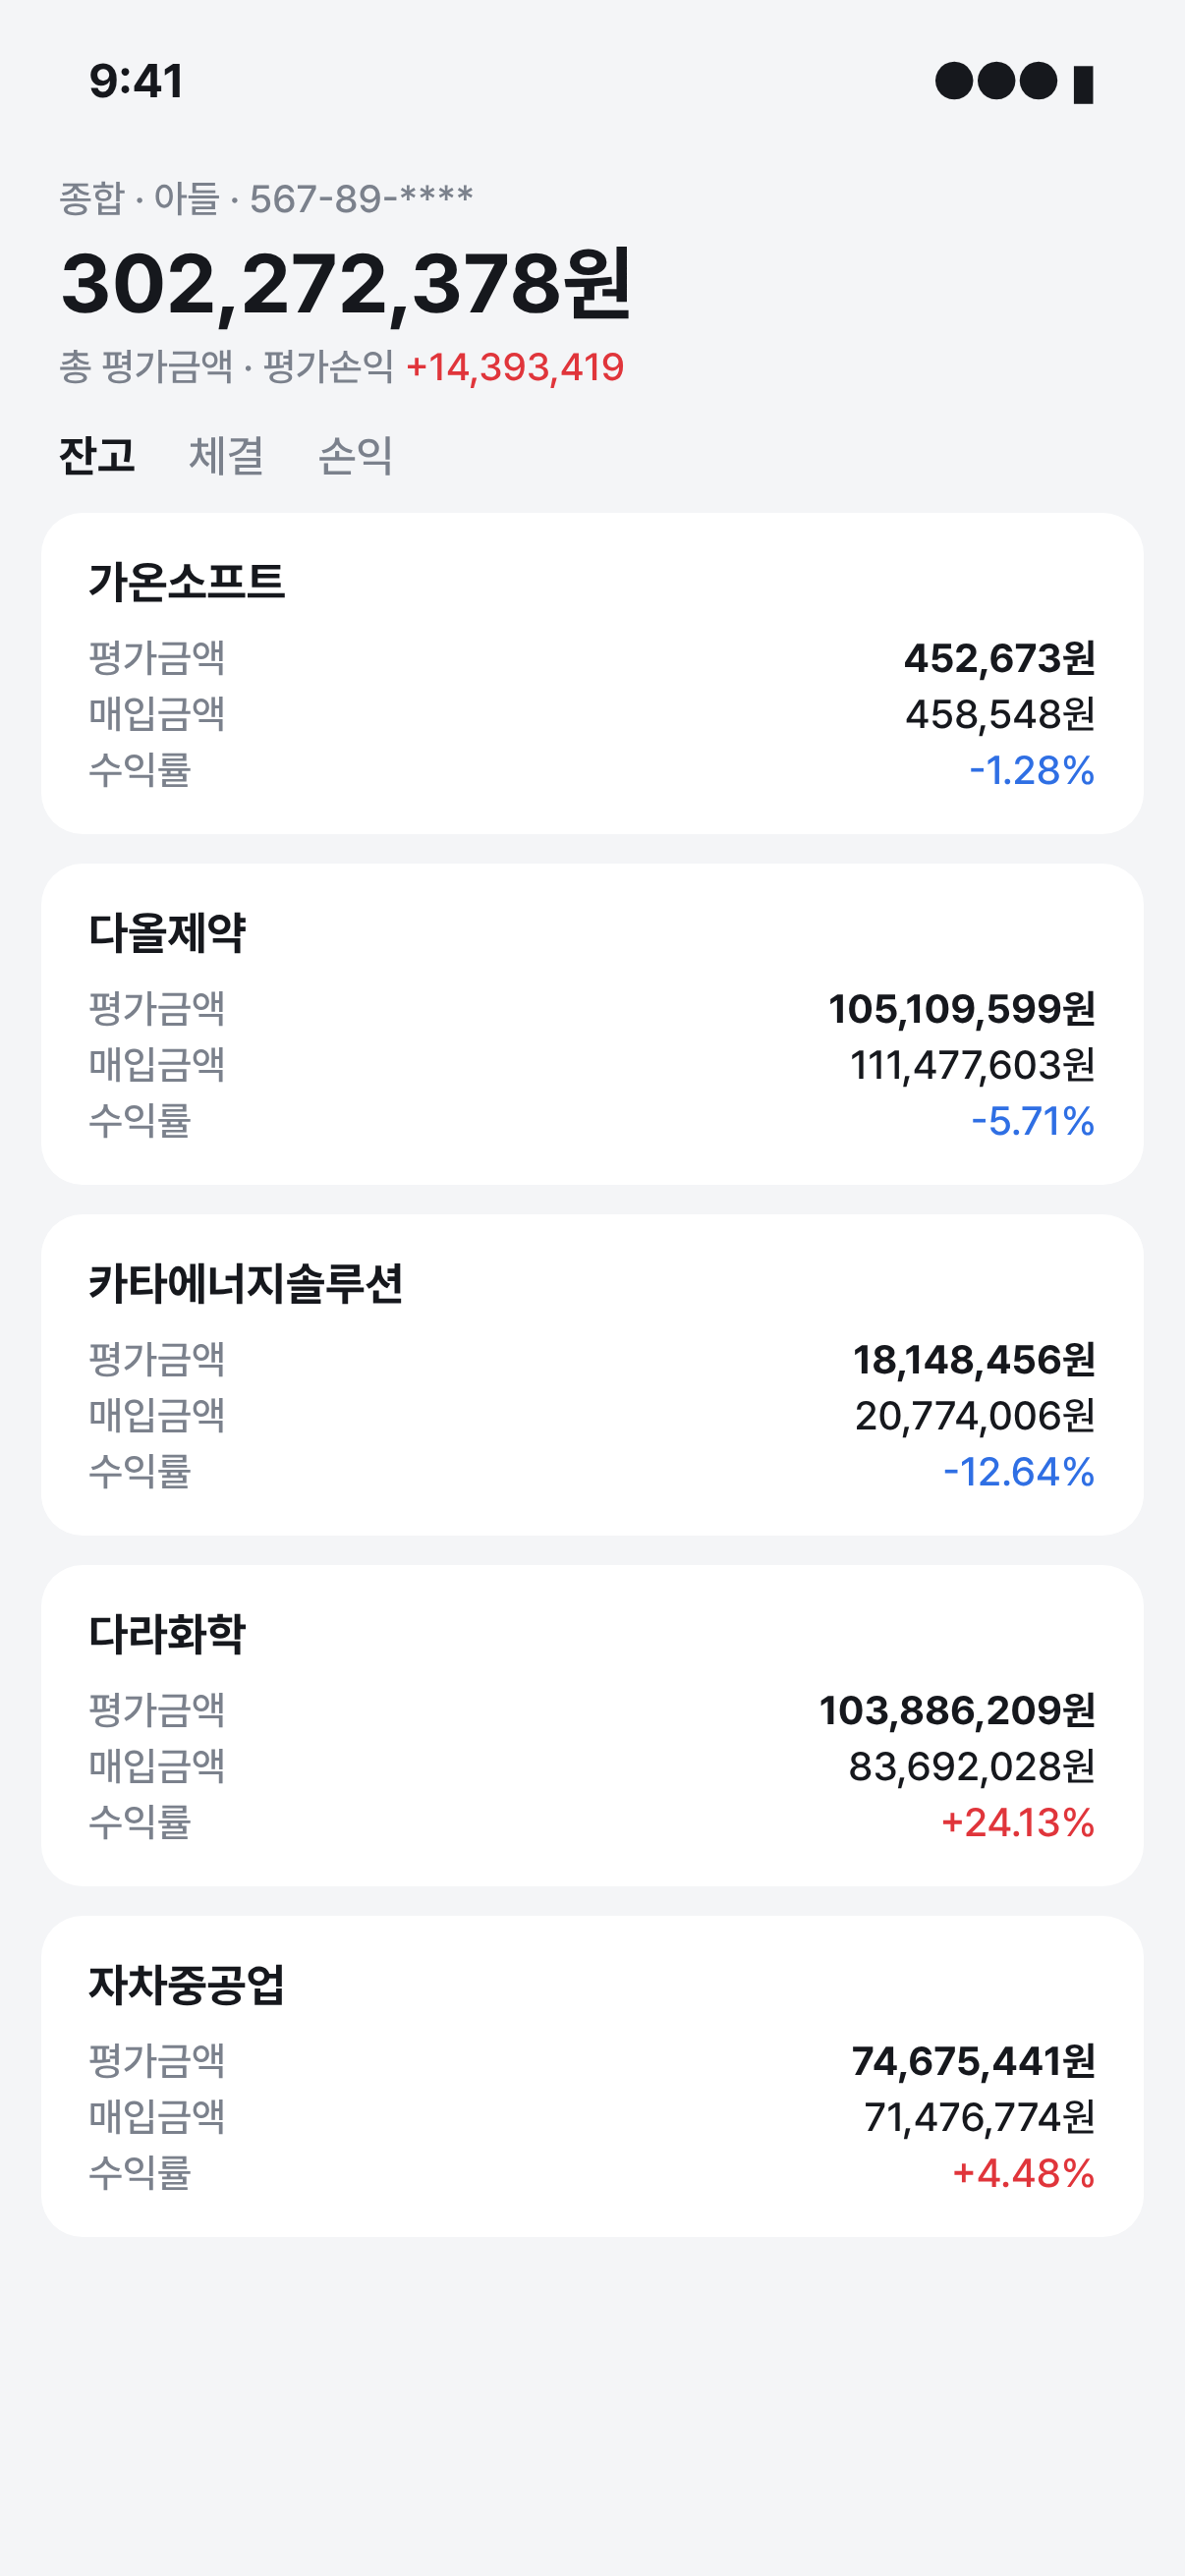 9:41
종합 · 아들 · 567-89-****
302,272,378원
총 평가금액 · 평가손익 +14,393,419
잔고 체결 손익
가온소프트
평가금액 452,673원
매입금액 458,548원
수익률 -1.28%
다올제약
평가금액 105,109,599원
매입금액 111,477,603원
수익률 -5.71%
카타에너지솔루션
평가금액 18,148,456원
매입금액 20,774,006원
수익률 -12.64%
다라화학
평가금액 103,886,209원
매입금액 83,692,028원
수익률 +24.13%
자차중공업
평가금액 74,675,441원
매입금액 71,476,774원
수익률 +4.48%